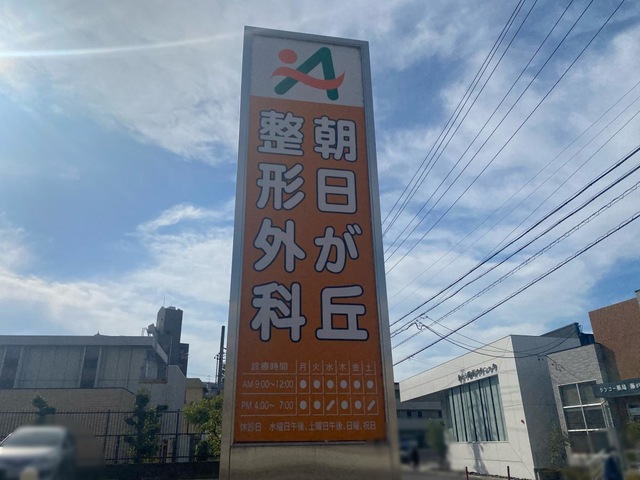 朝日が丘
整形外科
診療時間 月 火 水 木 金 土
AM 9:00~12:00 ● ● ● ● ● ●
PM 4:00~ 7:00 ● ● / ● ● /
休診日 水曜日午後、土曜日午後、日曜、祝日